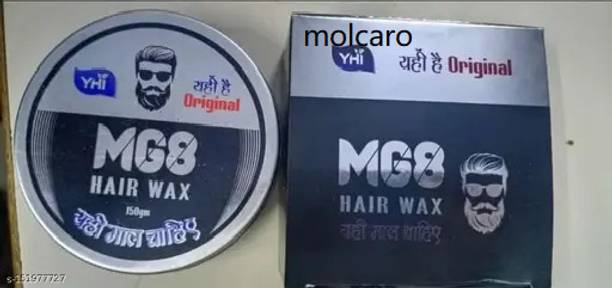 YHI
यही है
Original
MG8
HAIR WAX
150gm
यही माल चाहिए
molcaro
YHI यही है Original
MG8
HAIR WAX
यही माल चाहिए
s-151977727